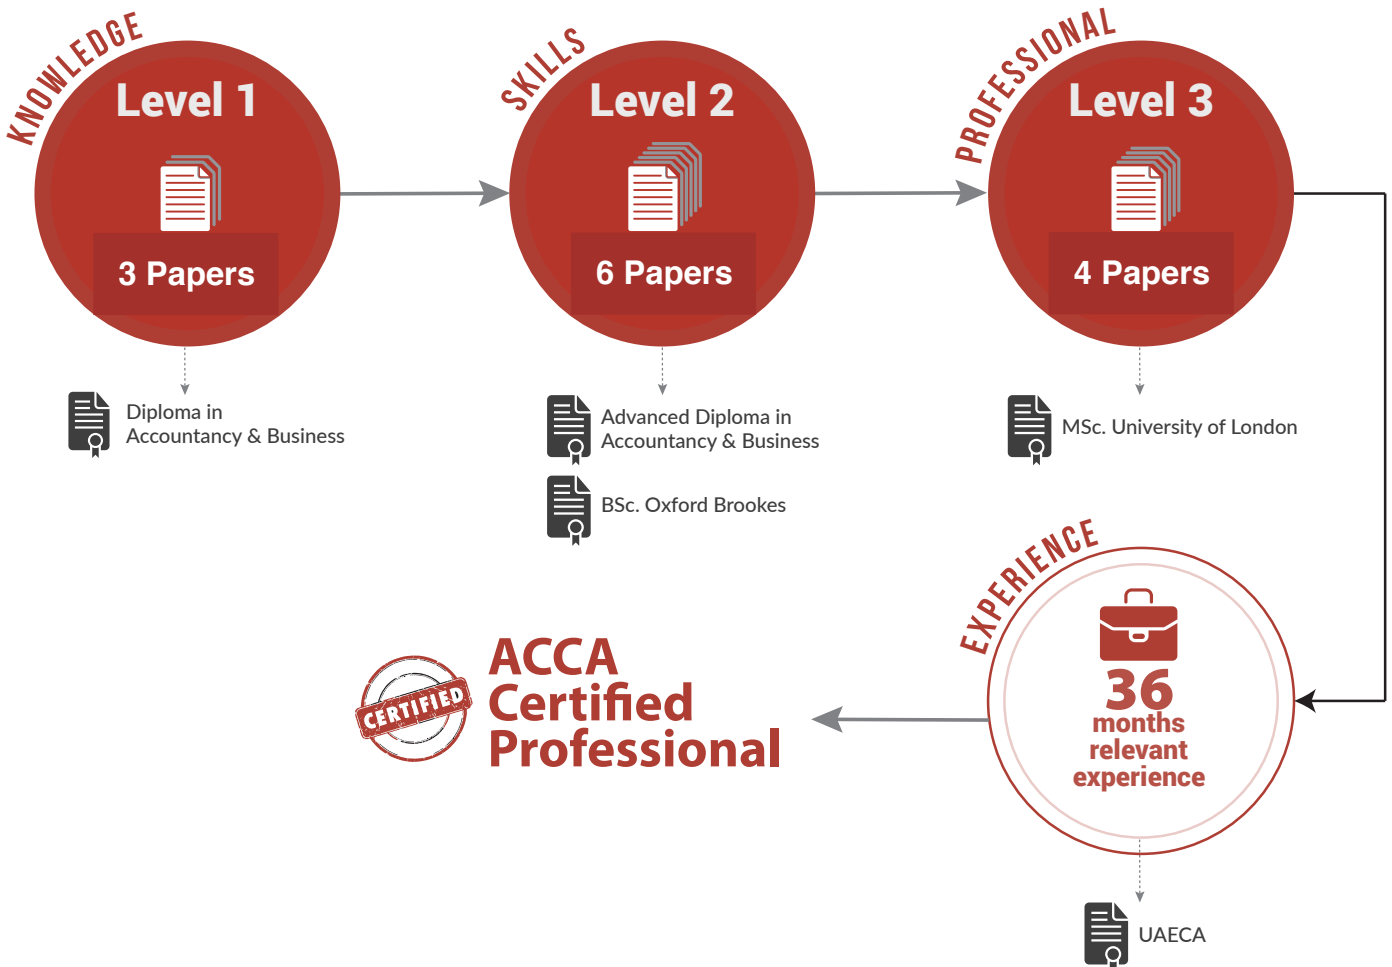 KNOWLEDGE
Level 1
3 Papers
Diploma in
Accountancy & Business
SKILLS
Level 2
6 Papers
Advanced Diploma in
Accountancy & Business
BSc. Oxford Brookes
PROFESSIONAL
Level 3
4 Papers
MSc. University of London
EXPERIENCE
36
months
relevant
experience
UAECA
CERTIFIED
ACCA
Certified
Professional